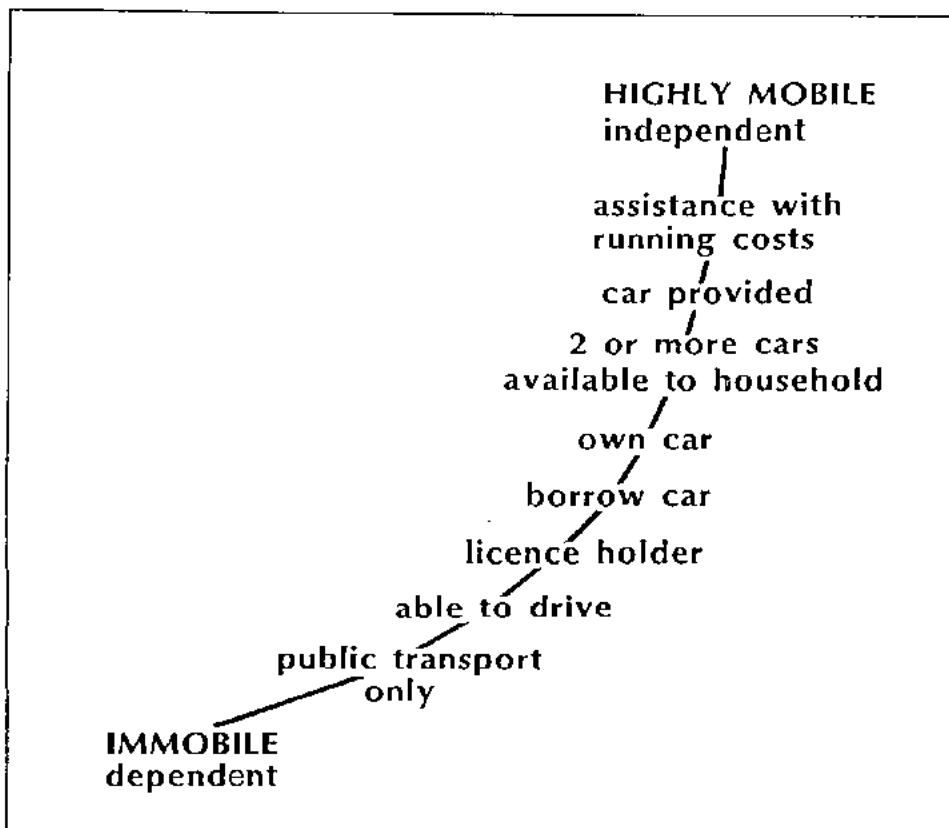 HIGHLY MOBILE
independent
assistance with
running costs
car provided
2 or more cars
available to household
own car
borrow car
licence holder
able to drive
public transport
only
IMMOBILE
dependent